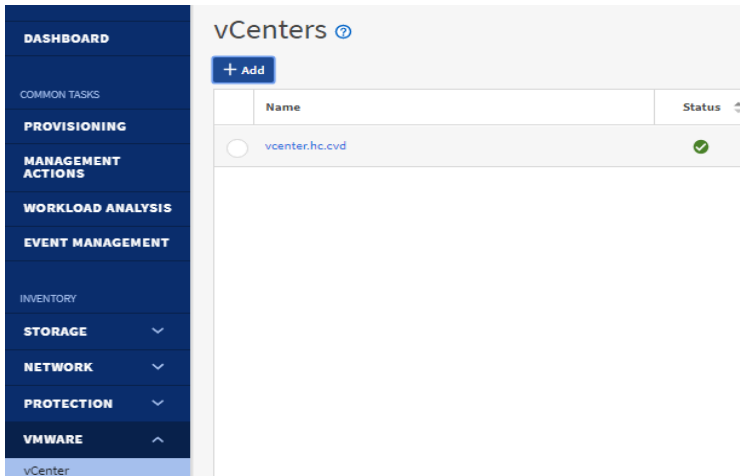 DASHBOARD
COMMON TASKS
PROVISIONING
MANAGEMENT
ACTIONS
WORKLOAD ANALYSIS
EVENT MANAGEMENT
INVENTORY
STORAGE
NETWORK
PROTECTION
VMWARE
vCenter
vCenters ?
+ Add
Name Status
vcenter.hc.cvd